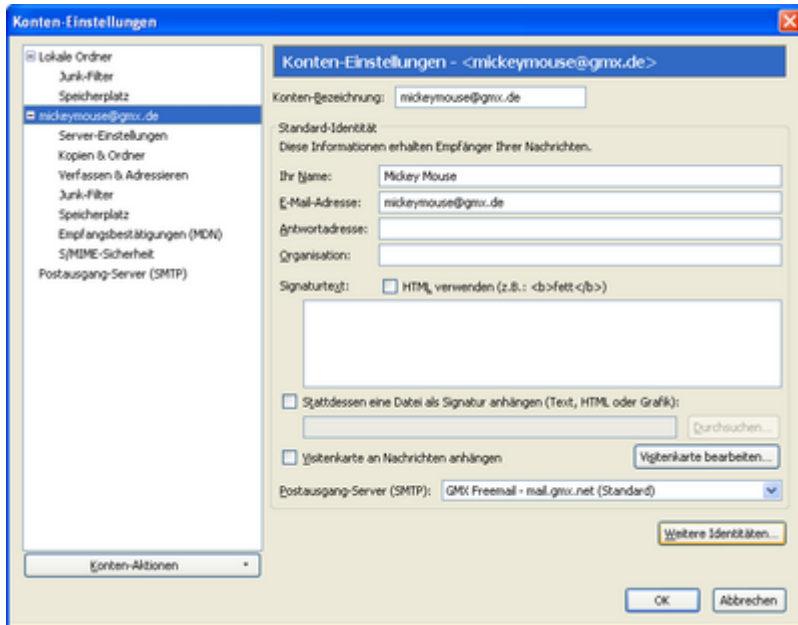 Konten-Einstellungen
Lokale Ordner
Junk-Filter
Speicherplatz
mickeymouse@gmx.de
Server-Einstellungen
Kopien & Ordner
Verfassen & Adressieren
Junk-Filter
Speicherplatz
Empfangsbestätigungen (MDN)
S/MIME-Sicherheit
Postausgang-Server (SMTP)
Konten-Aktionen
Konten-Einstellungen - <mickeymouse@gmx.de>
Konten-Bezeichnung: mickeymouse@gmx.de
Standard-Identität
Diese Informationen erhalten Empfänger Ihrer Nachrichten.
Ihr Name: Mickey Mouse
E-Mail-Adresse: mickeymouse@gmx.de
Antwortadresse:
Organisation:
Signaturtext: HTML verwenden (z.B.: <b>fett</b>)
Stattdessen eine Datei als Signatur anhängen (Text, HTML oder Grafik):
Durchsuchen...
Visitenkarte an Nachrichten anhängen Visitenkarte bearbeiten...
Postausgang-Server (SMTP): GMX Freemail - mail.gmx.net (Standard)
Weitere Identitäten...
OK Abbrechen